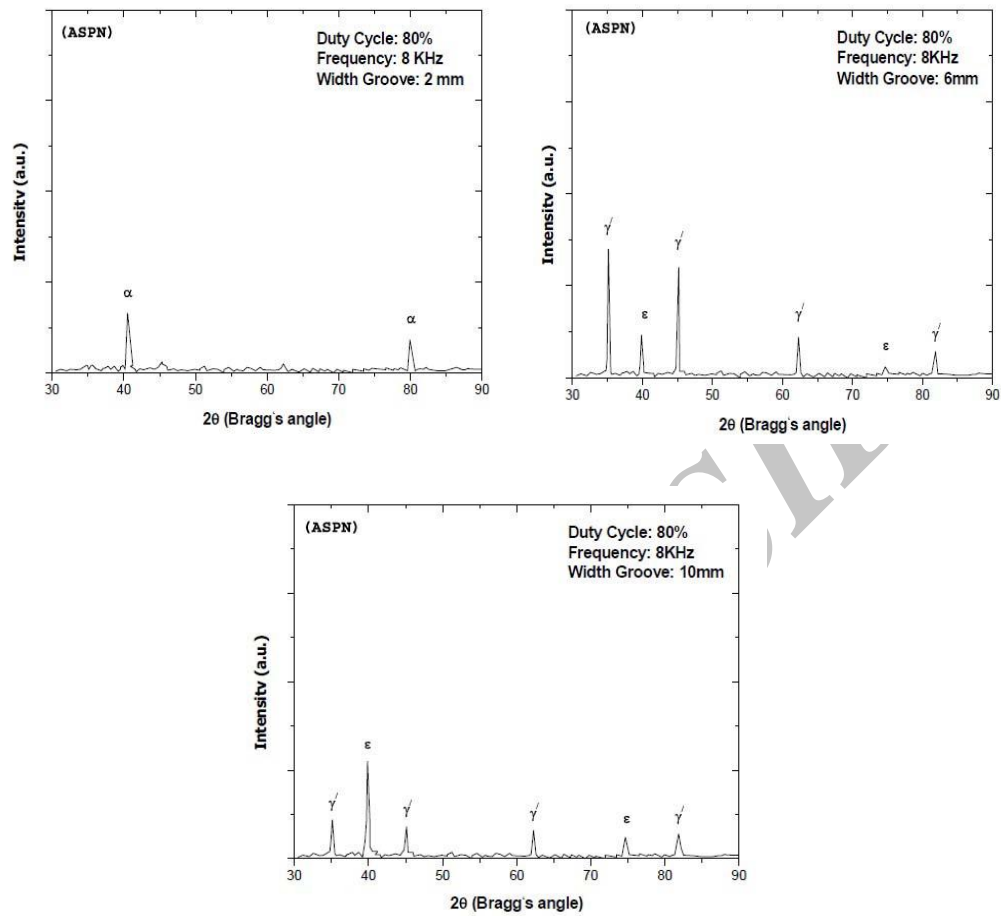 (ASPN)
Duty Cycle: 80%
Frequency: 8 KHz
Width Groove: 2 mm
Intensity (a.u.)
α
α
30 40 50 60 70 80 90
2θ (Bragg's angle)
(ASPN)
Duty Cycle: 80%
Frequency: 8KHz
Width Groove: 6mm
Intensity (a.u.)
γ′
ε
γ′
γ′
ε
γ′
30 40 50 60 70 80 90
2θ (Bragg's angle)
(ASPN)
Duty Cycle: 80%
Frequency: 8KHz
Width Groove: 10mm
Intensity (a.u.)
γ′
ε
γ′
γ′
ε
γ′
30 40 50 60 70 80 90
2θ (Bragg's angle)